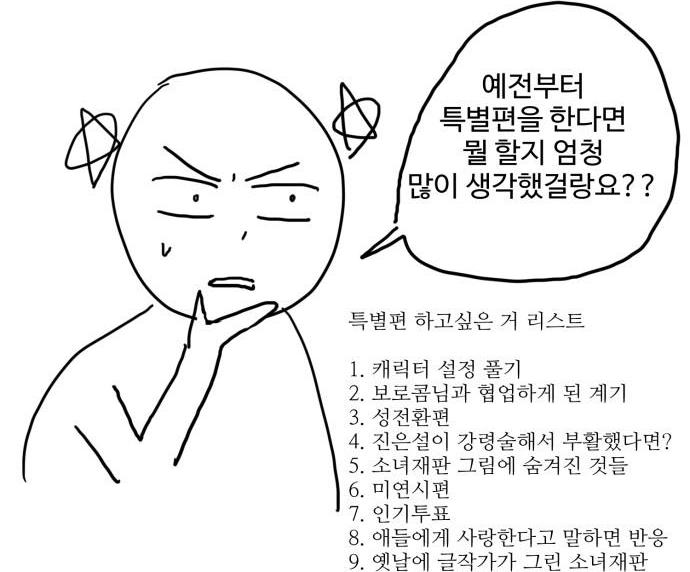 예전부터
특별편을 한다면
뭘 할지 엄청
많이 생각했걸랑요??
특별편 하고싶은 거 리스트
1. 캐릭터 설정 풀기
2. 보로콤님과 협업하게 된 계기
3. 성전환편
4. 진은설이 강령술해서 부활했다면?
5. 소녀재판 그림에 숨겨진 것들
6. 미연시편
7. 인기투표
8. 애들에게 사랑한다고 말하면 반응
9. 옛날에 글작가가 그린 소녀재판